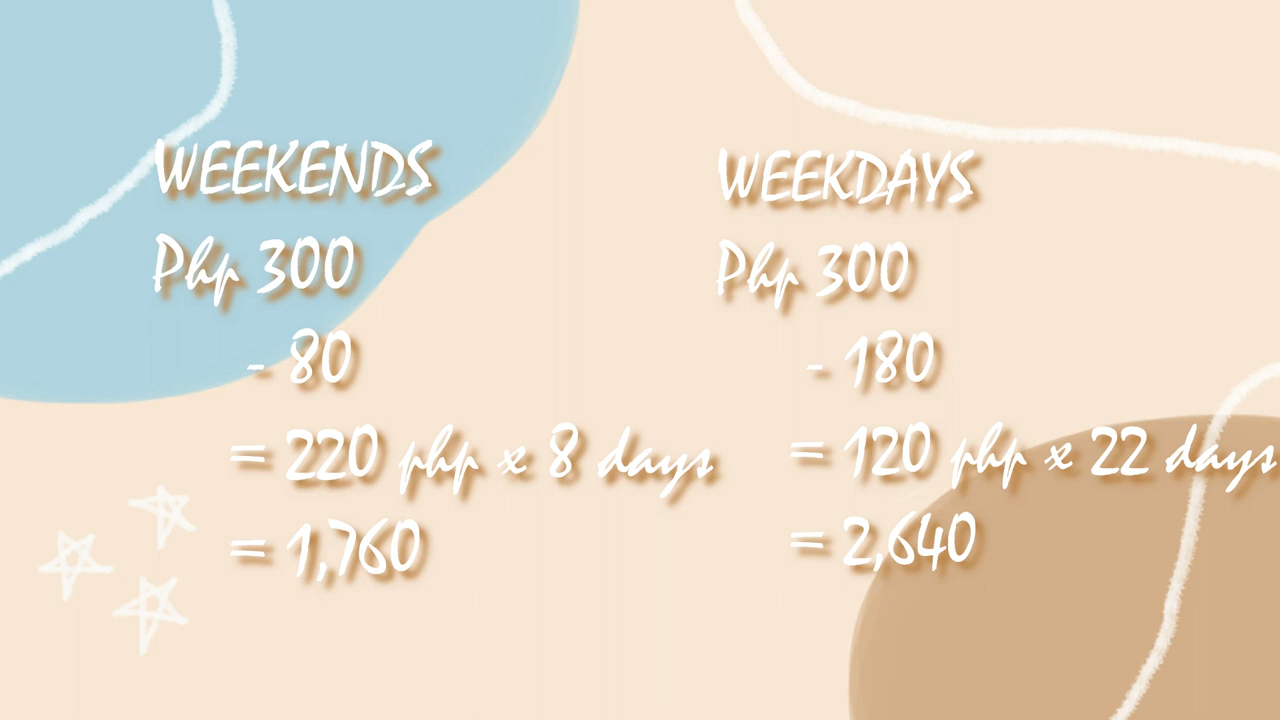 WEEKENDS
Php 300
- 80
= 220 php x 8 days
= 1,760
WEEKDAYS
Php 300
- 180
= 120 php x 22 days
= 2,640